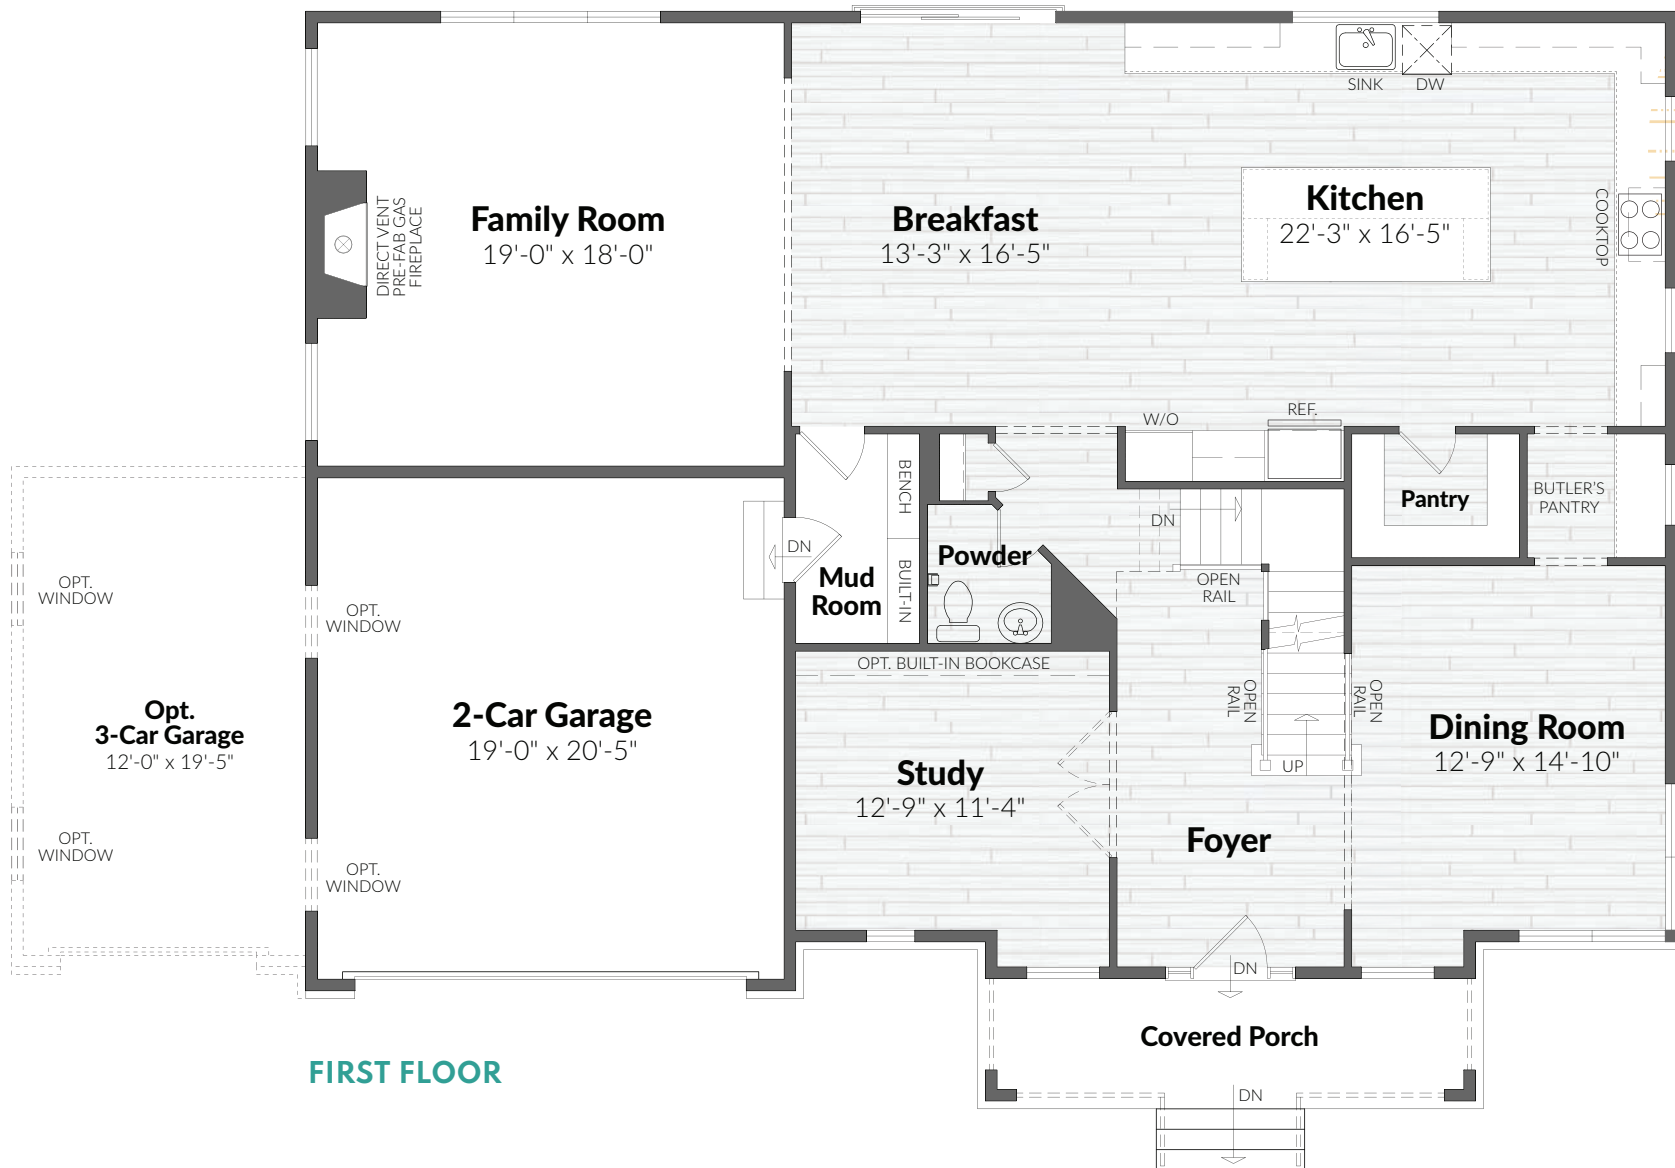 SINK
DW
Family Room
19'-0" x 18'-0"
DIRECT VENT
PRE-FAB GAS
FIREPLACE
Breakfast
13'-3" x 16'-5"
Kitchen
22'-3" x 16'-5"
COOKTOP
W/O
REF.
BENCH
BUILT-IN
Mud
Room
DN
Powder
DN
OPEN
RAIL
Pantry
BUTLER'S
PANTRY
OPT.
WINDOW
OPT.
WINDOW
OPT. BUILT-IN BOOKCASE
OPEN
RAIL
OPEN
RAIL
UP
Opt.
3-Car Garage
12'-0" x 19'-5"
2-Car Garage
19'-0" x 20'-5"
Study
12'-9" x 11'-4"
Dining Room
12'-9" x 14'-10"
Foyer
OPT.
WINDOW
OPT.
WINDOW
DN
Covered Porch
DN
FIRST FLOOR